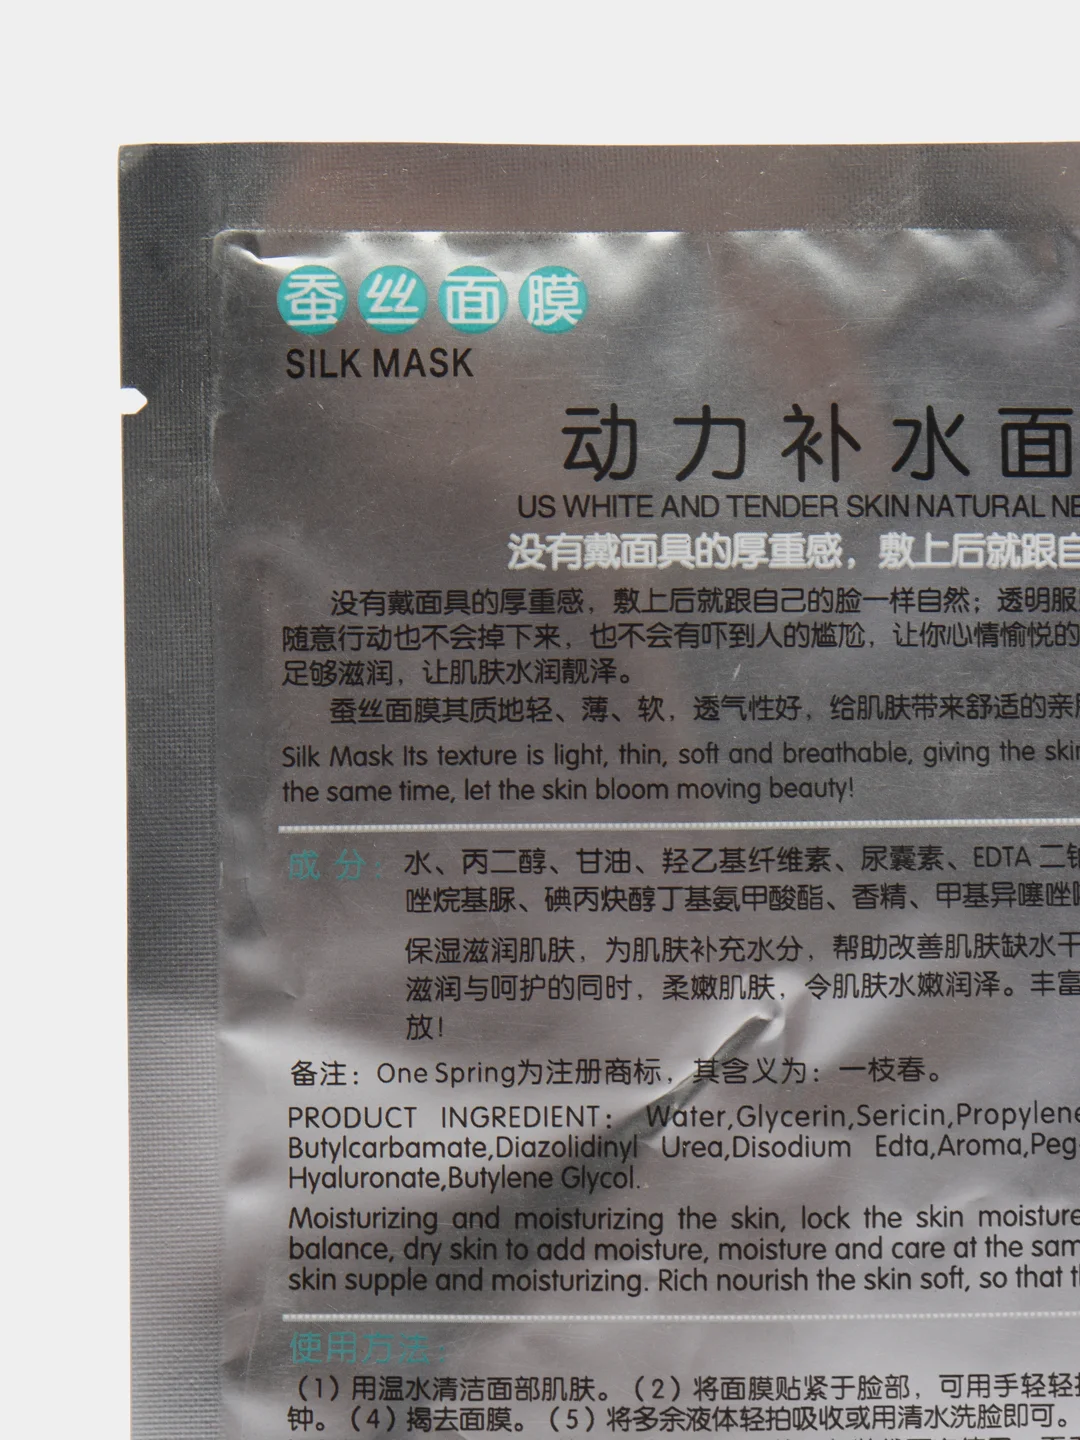 蚕丝面膜
SILK MASK
动力补水面
US WHITE AND TENDER SKIN NATURAL NE
没有戴面具的厚重感，敷上后就跟自
没有戴面具的厚重感，敷上后就跟自己的脸一样自然；透明服
随意行动也不会掉下来，也不会有吓到人的尴尬，让你心情愉悦的
足够滋润，让肌肤水润靓泽。
蚕丝面膜其质地轻、薄、软，透气性好，给肌肤带来舒适的亲
Silk Mask Its texture is light, thin, soft and breathable, giving the skin
the same time, let the skin bloom moving beauty!
成分：水、丙二醇、甘油、羟乙基纤维素、尿囊素、EDTA 二钠
唑烷基脲、碘丙炔醇丁基氨甲酸酯、香精、甲基异噻唑
保湿滋润肌肤，为肌肤补充水分，帮助改善肌肤缺水干
滋润与呵护的同时，柔嫩肌肤，令肌肤水嫩润泽。丰富
放！
备注：One Spring为注册商标，其含义为：一枝春。
PRODUCT INGREDIENT：Water,Glycerin,Sericin,Propylene
Butylcarbamate,Diazolidinyl Urea,Disodium Edta,Aroma,Peg
Hyaluronate,Butylene Glycol.
Moisturizing and moisturizing the skin, lock the skin moisture
balance, dry skin to add moisture, moisture and care at the sam
skin supple and moisturizing. Rich nourish the skin soft, so that t
使用方法：
（1）用温水清洁面部肌肤。（2）将面膜贴紧于脸部，可用手轻轻
钟。（4）揭去面膜。（5）将多余液体轻拍吸收或用清水洗脸即可。